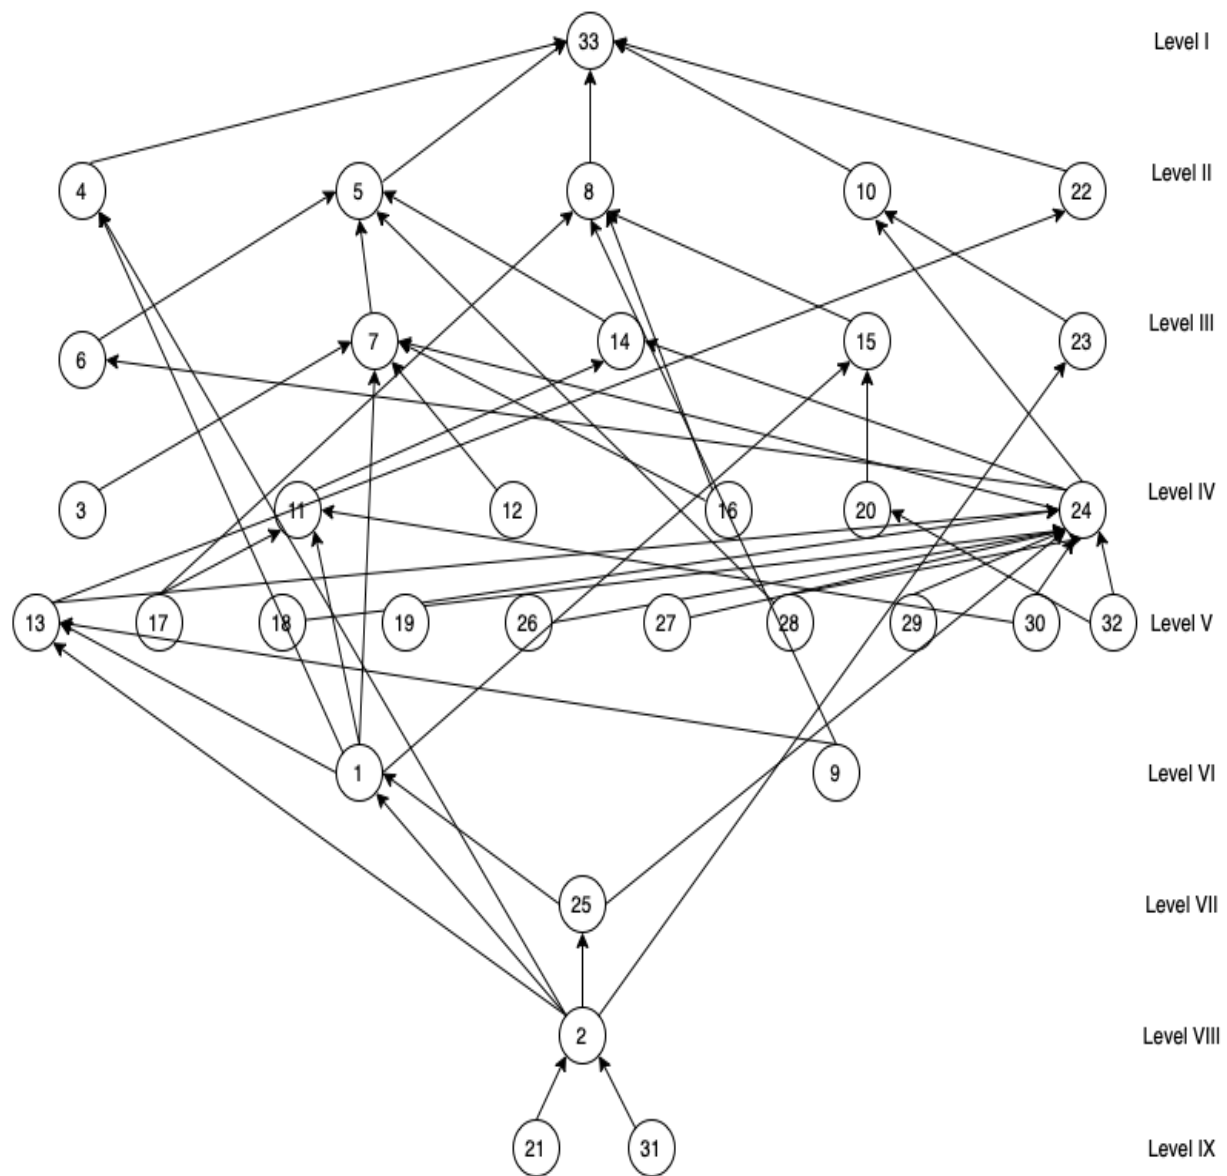 33 Level I
4 5 8 10 22 Level II
6 7 14 15 23 Level III
3 11 12 16 20 24 Level IV
13 17 18 19 26 27 28 29 30 32 Level V
1 9 Level VI
25 Level VII
2 Level VIII
21 31 Level IX